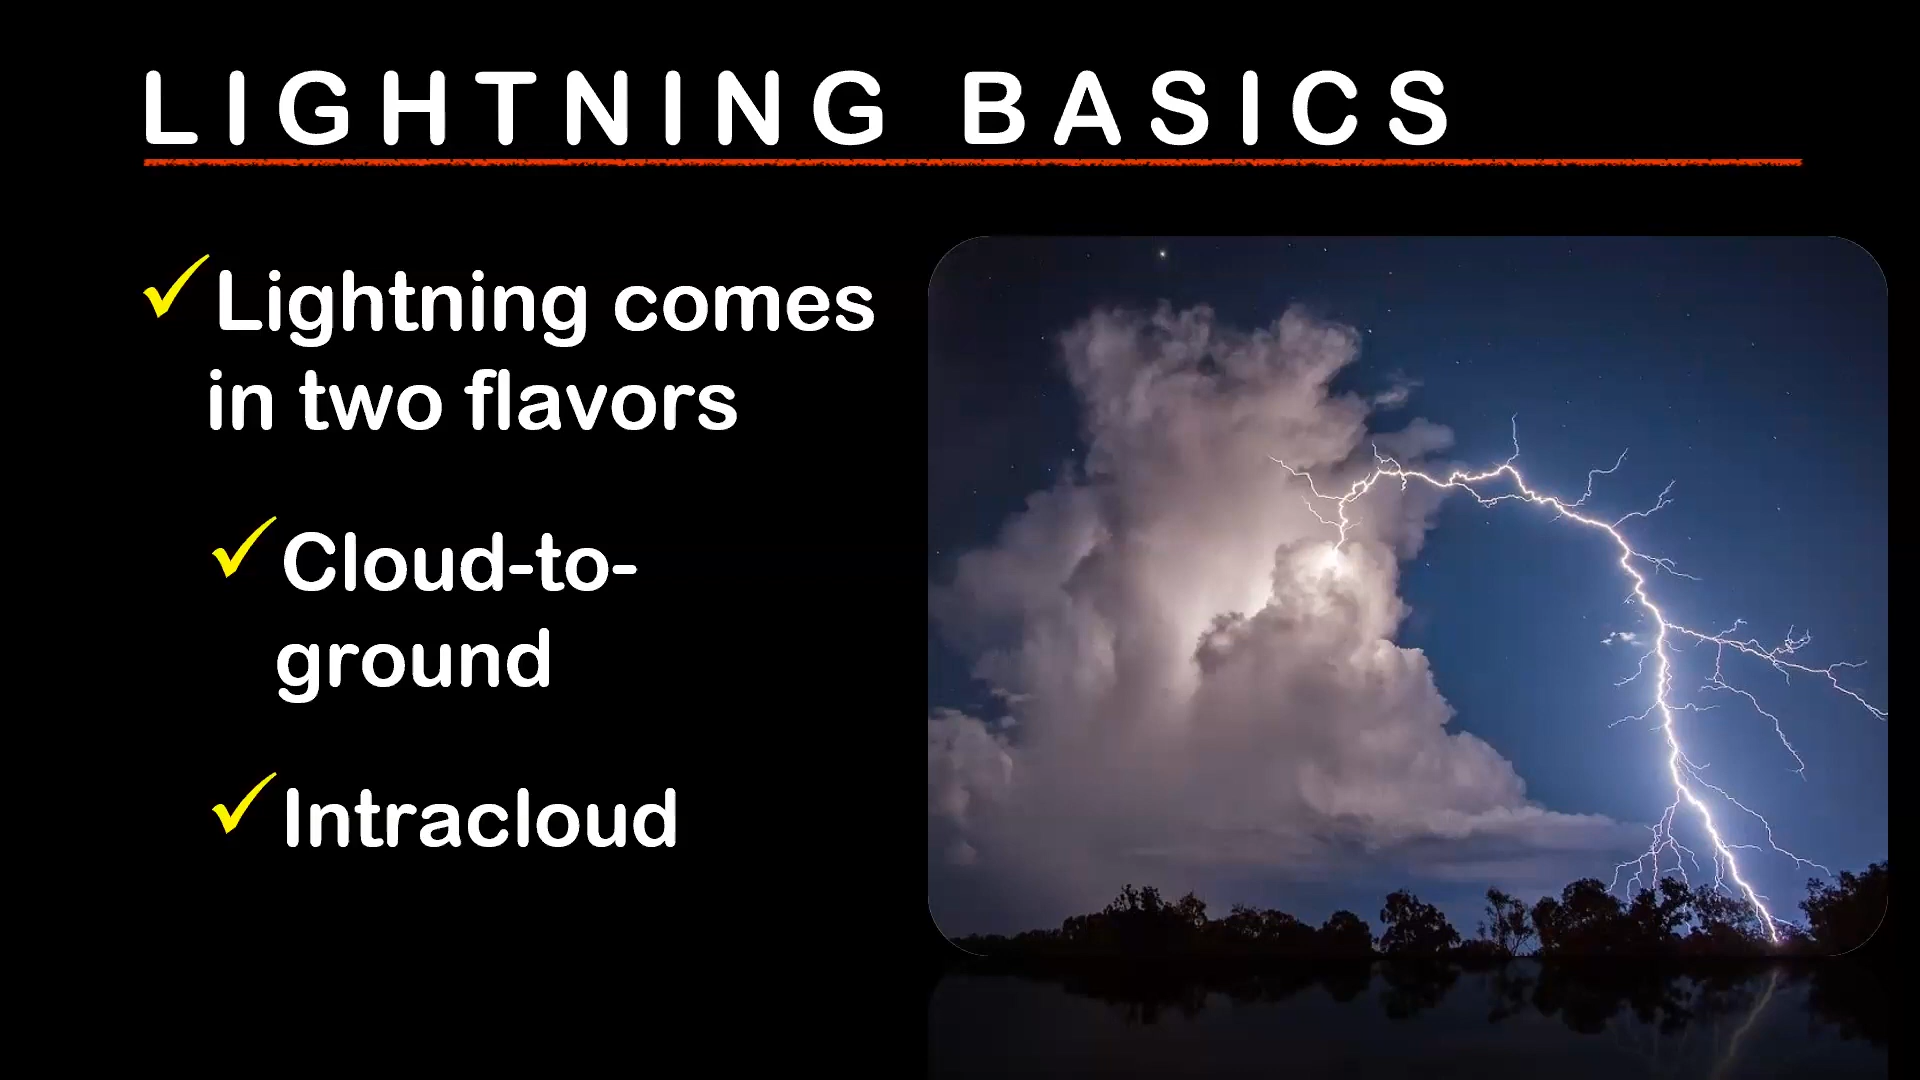 LIGHTNING BASICS
Lightning comes
in two flavors
Cloud-to-
ground
Intracloud